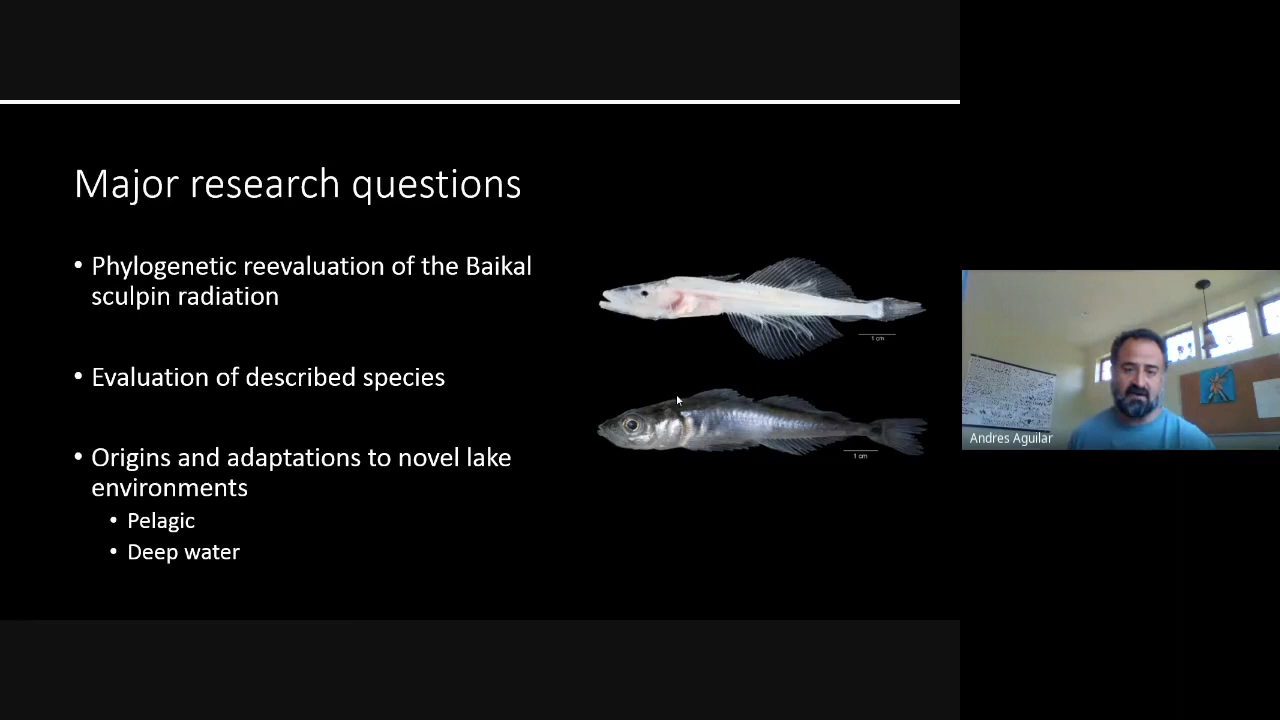 Major research questions
• Phylogenetic reevaluation of the Baikal
sculpin radiation
• Evaluation of described species
• Origins and adaptations to novel lake
environments
• Pelagic
• Deep water
1 cm
1 cm
Andres Aguilar